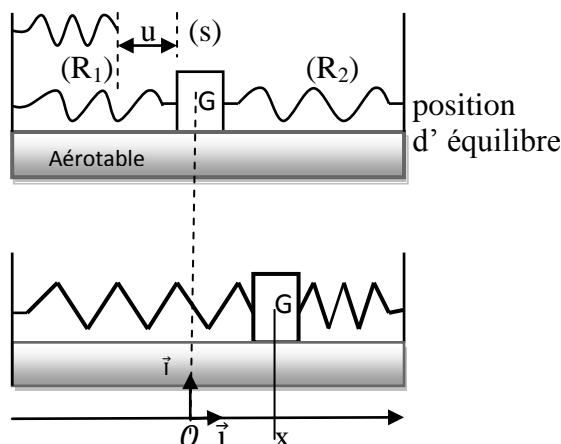 u (s)
(R₁) (R₂)
G
position
d’ équilibre
Aérotable
G
i⃗
O i⃗ x